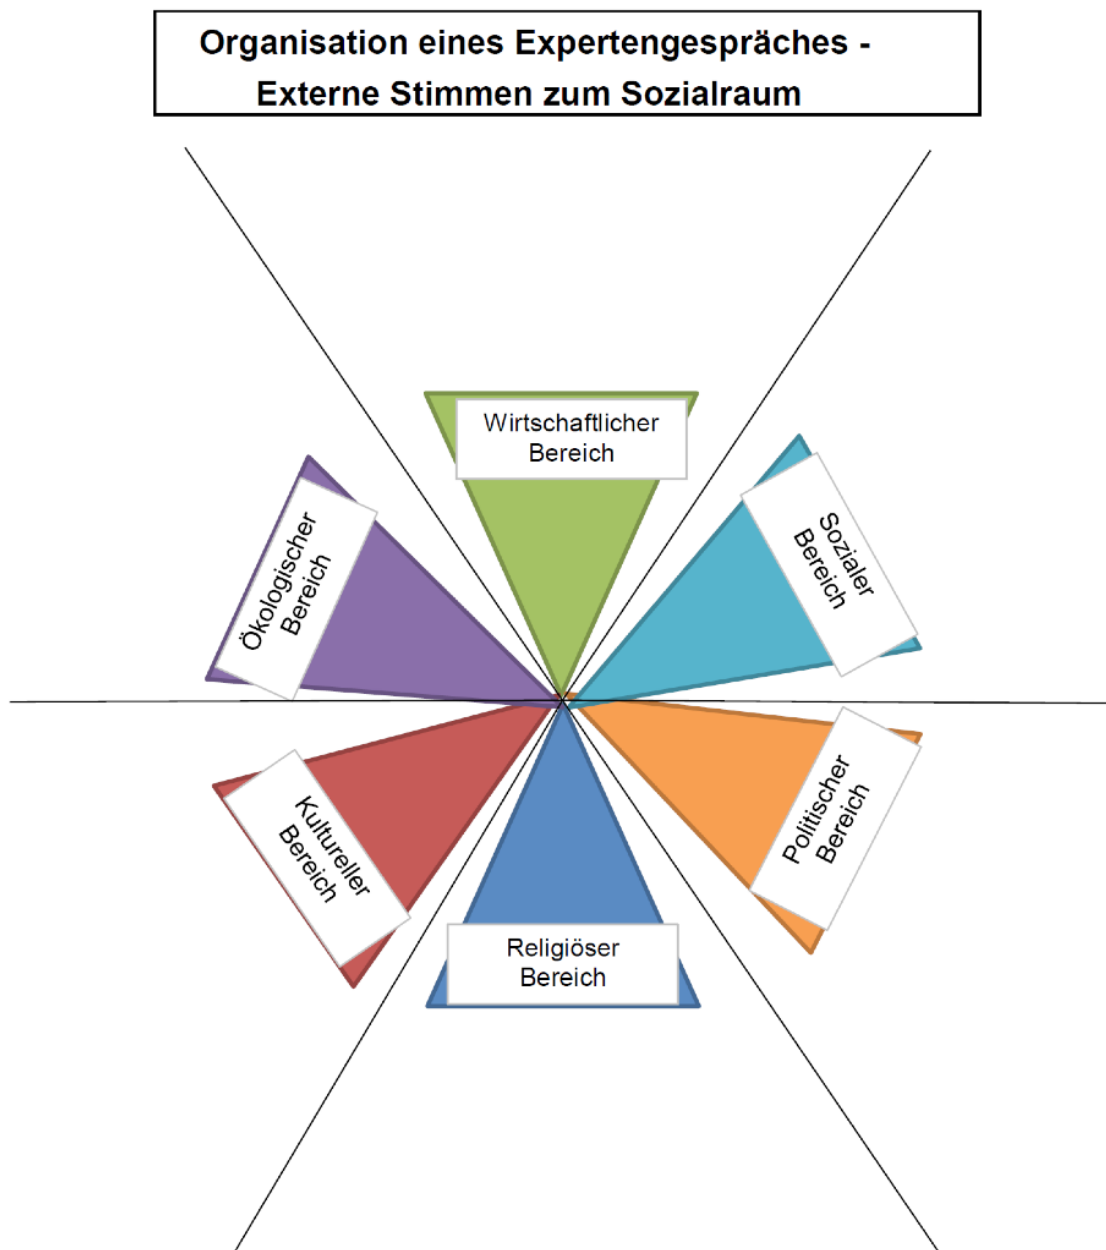 Organisation eines Expertengespräches -
Externe Stimmen zum Sozialraum
Wirtschaftlicher
Bereich
Sozialer
Bereich
Ökologischer
Bereich
Politischer
Bereich
Kultureller
Bereich
Religiöser
Bereich